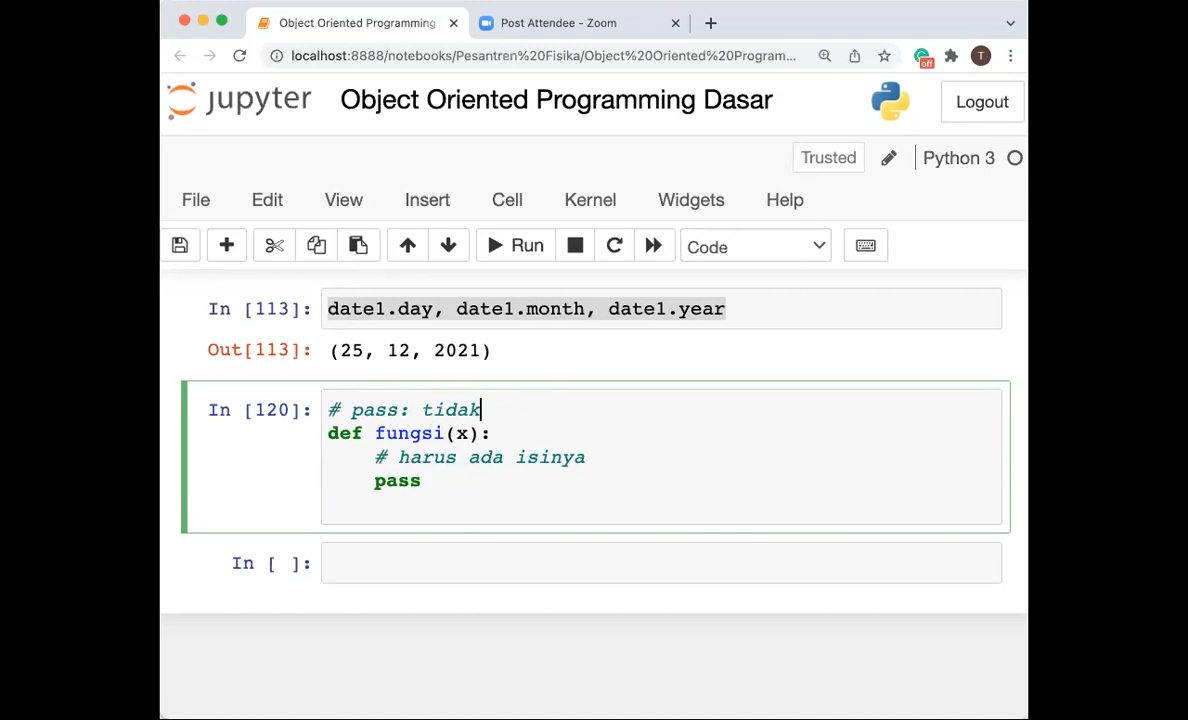 Object Oriented Programming
Post Attendee - Zoom
localhost:8888/notebooks/Pesantren%20Fisika/Object%20Oriented%20Program...
off
T
jupyter Object Oriented Programming Dasar
Logout
Trusted
Python 3
File Edit View Insert Cell Kernel Widgets Help
Run
Code
In [113]: date1.day, date1.month, date1.year
Out[113]: (25, 12, 2021)
In [120]: # pass: tidak
def fungsi(x):
# harus ada isinya
pass
In [ ]: